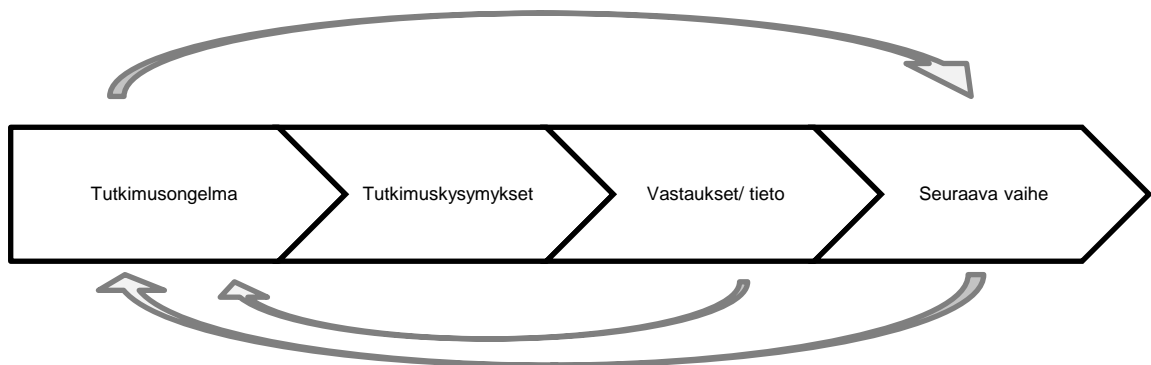 Tutkimusongelma
Tutkimuskysymykset
Vastaukset/ tieto
Seuraava vaihe